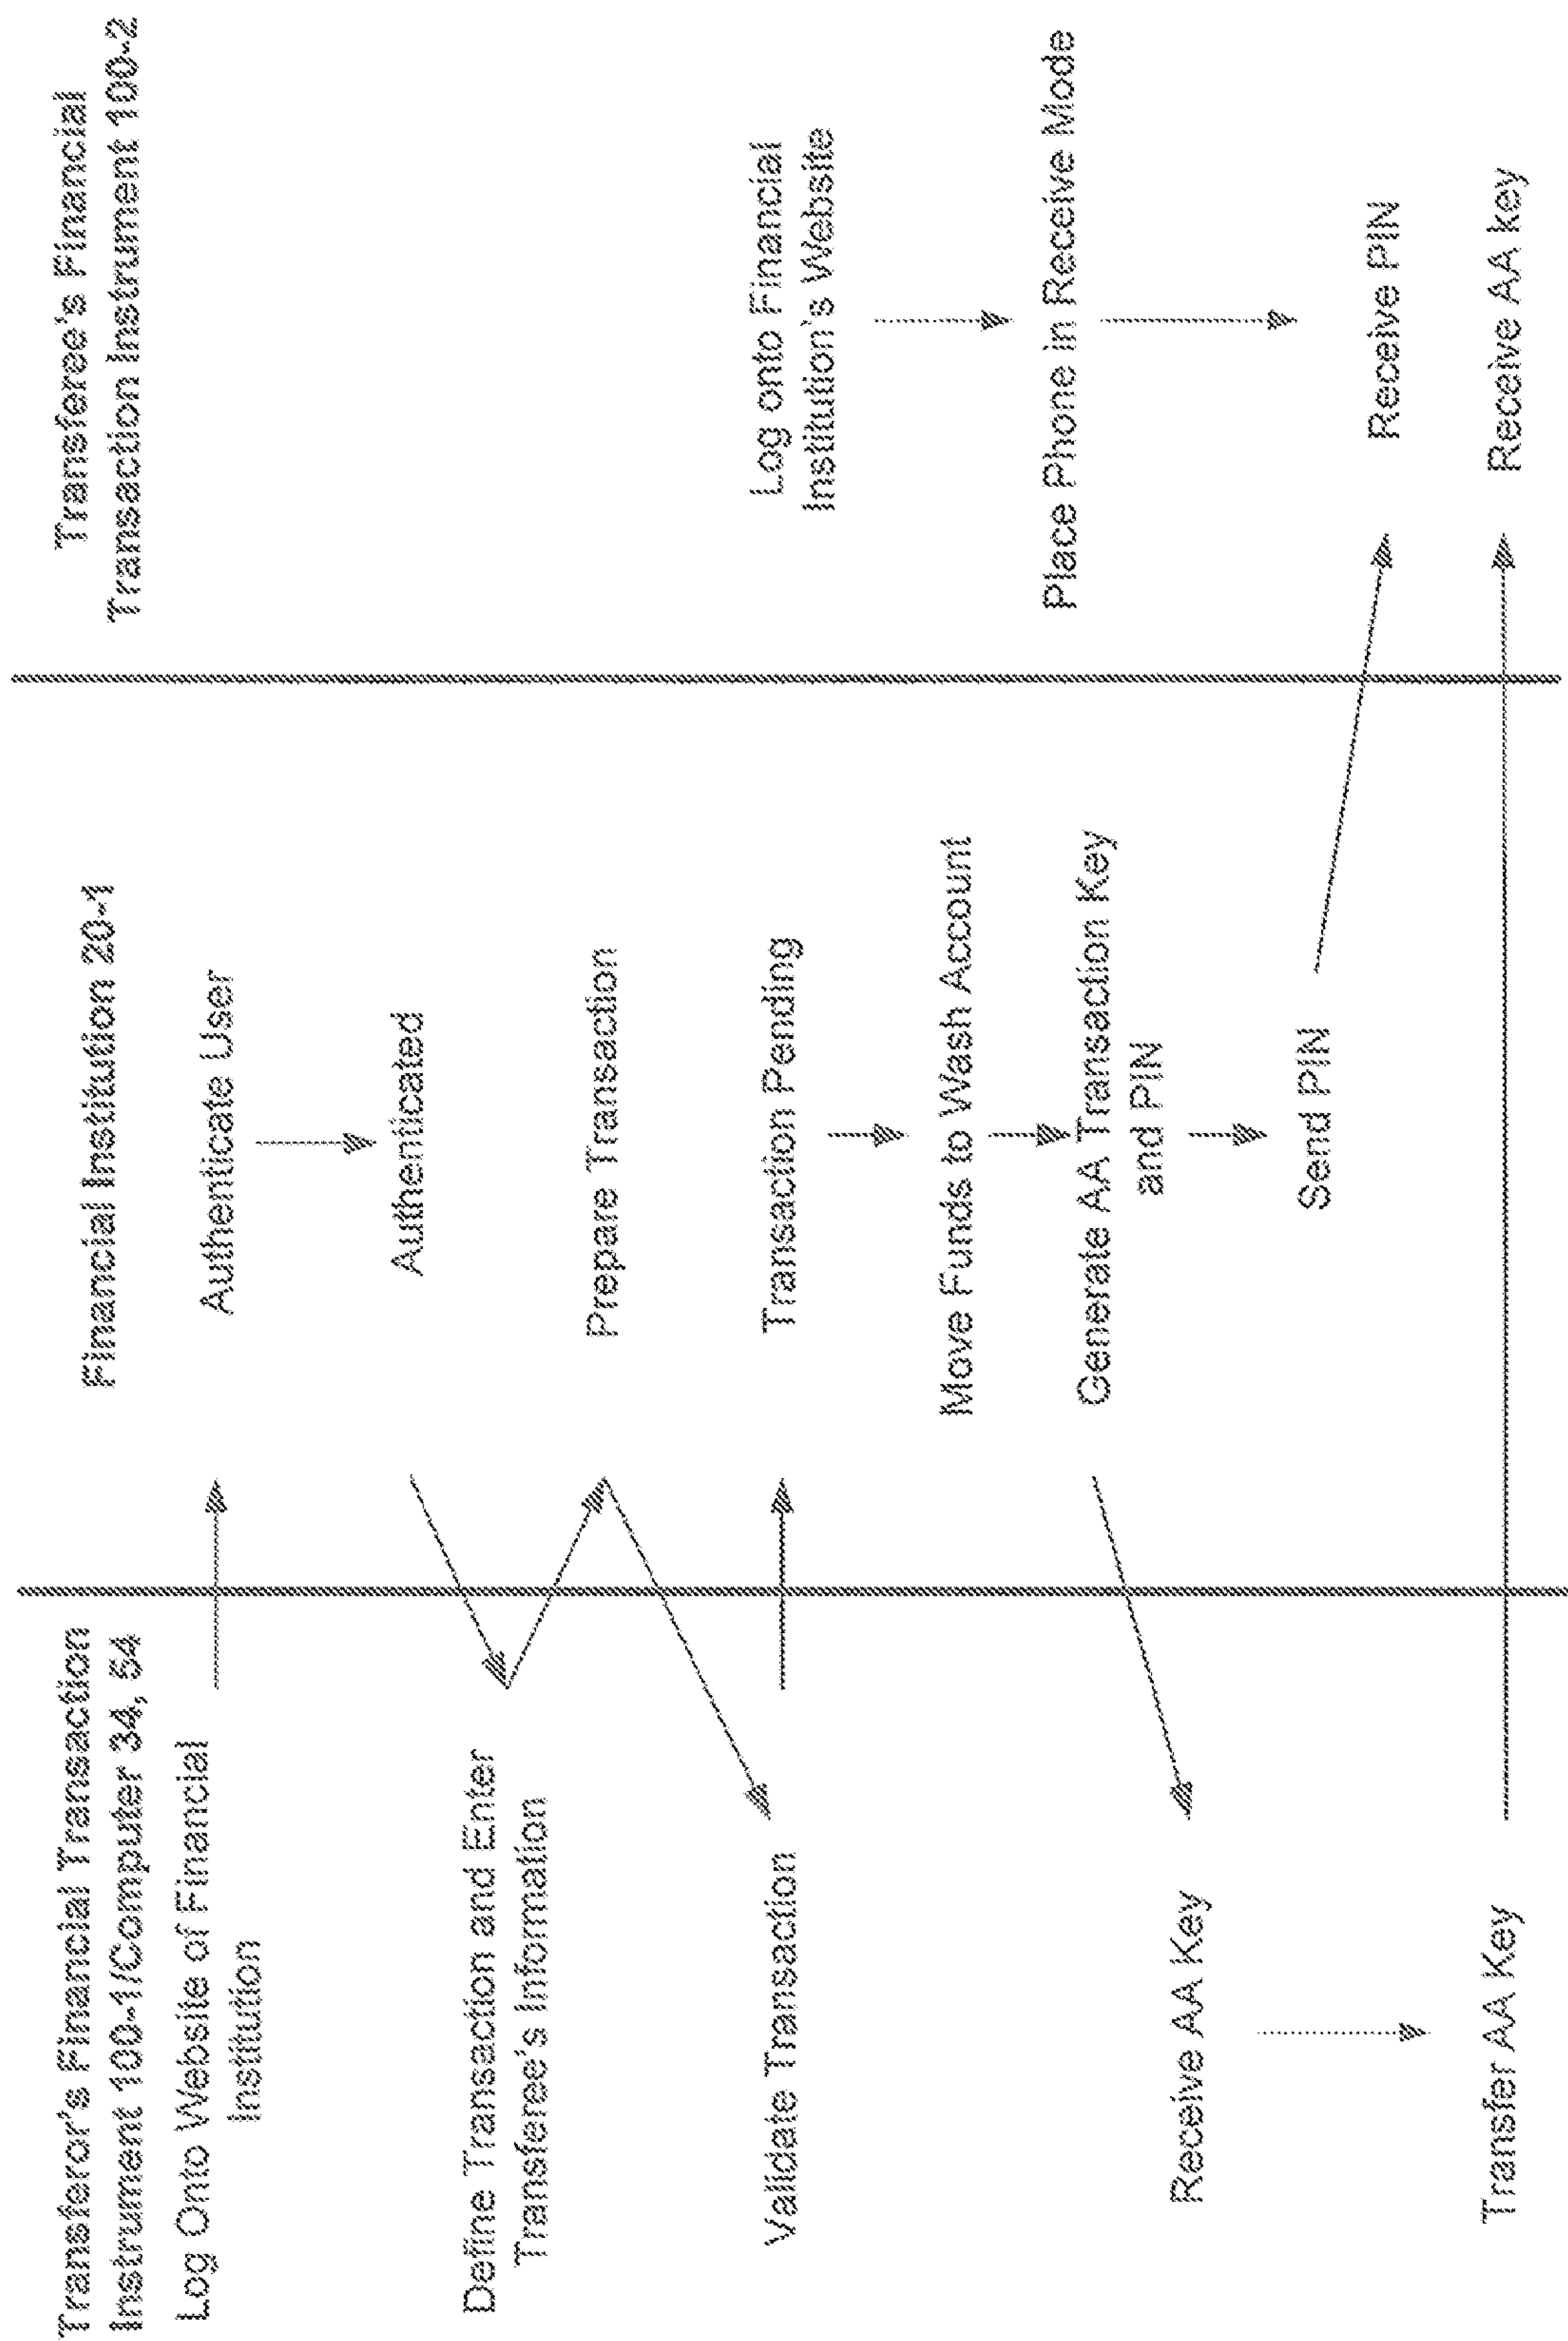 Transferor's Financial Transaction
Instrument 100-1/Computer 34, 54
Log Onto Website of Financial
Institution
Define Transaction and Enter
Transferee's Information
Validate Transaction
Receive AA Key
Transfer AA Key
Financial Institution 20-1
Authenticate User
Authenticated
Prepare Transaction
Transaction Pending
Move Funds to Wash Account
Generate AA Transaction Key
and PIN
Send PIN
Transferee's Financial
Transaction Instrument 100-2
Log onto Financial
Institution's Website
Place Phone in Receive Mode
Receive PIN
Receive AA key